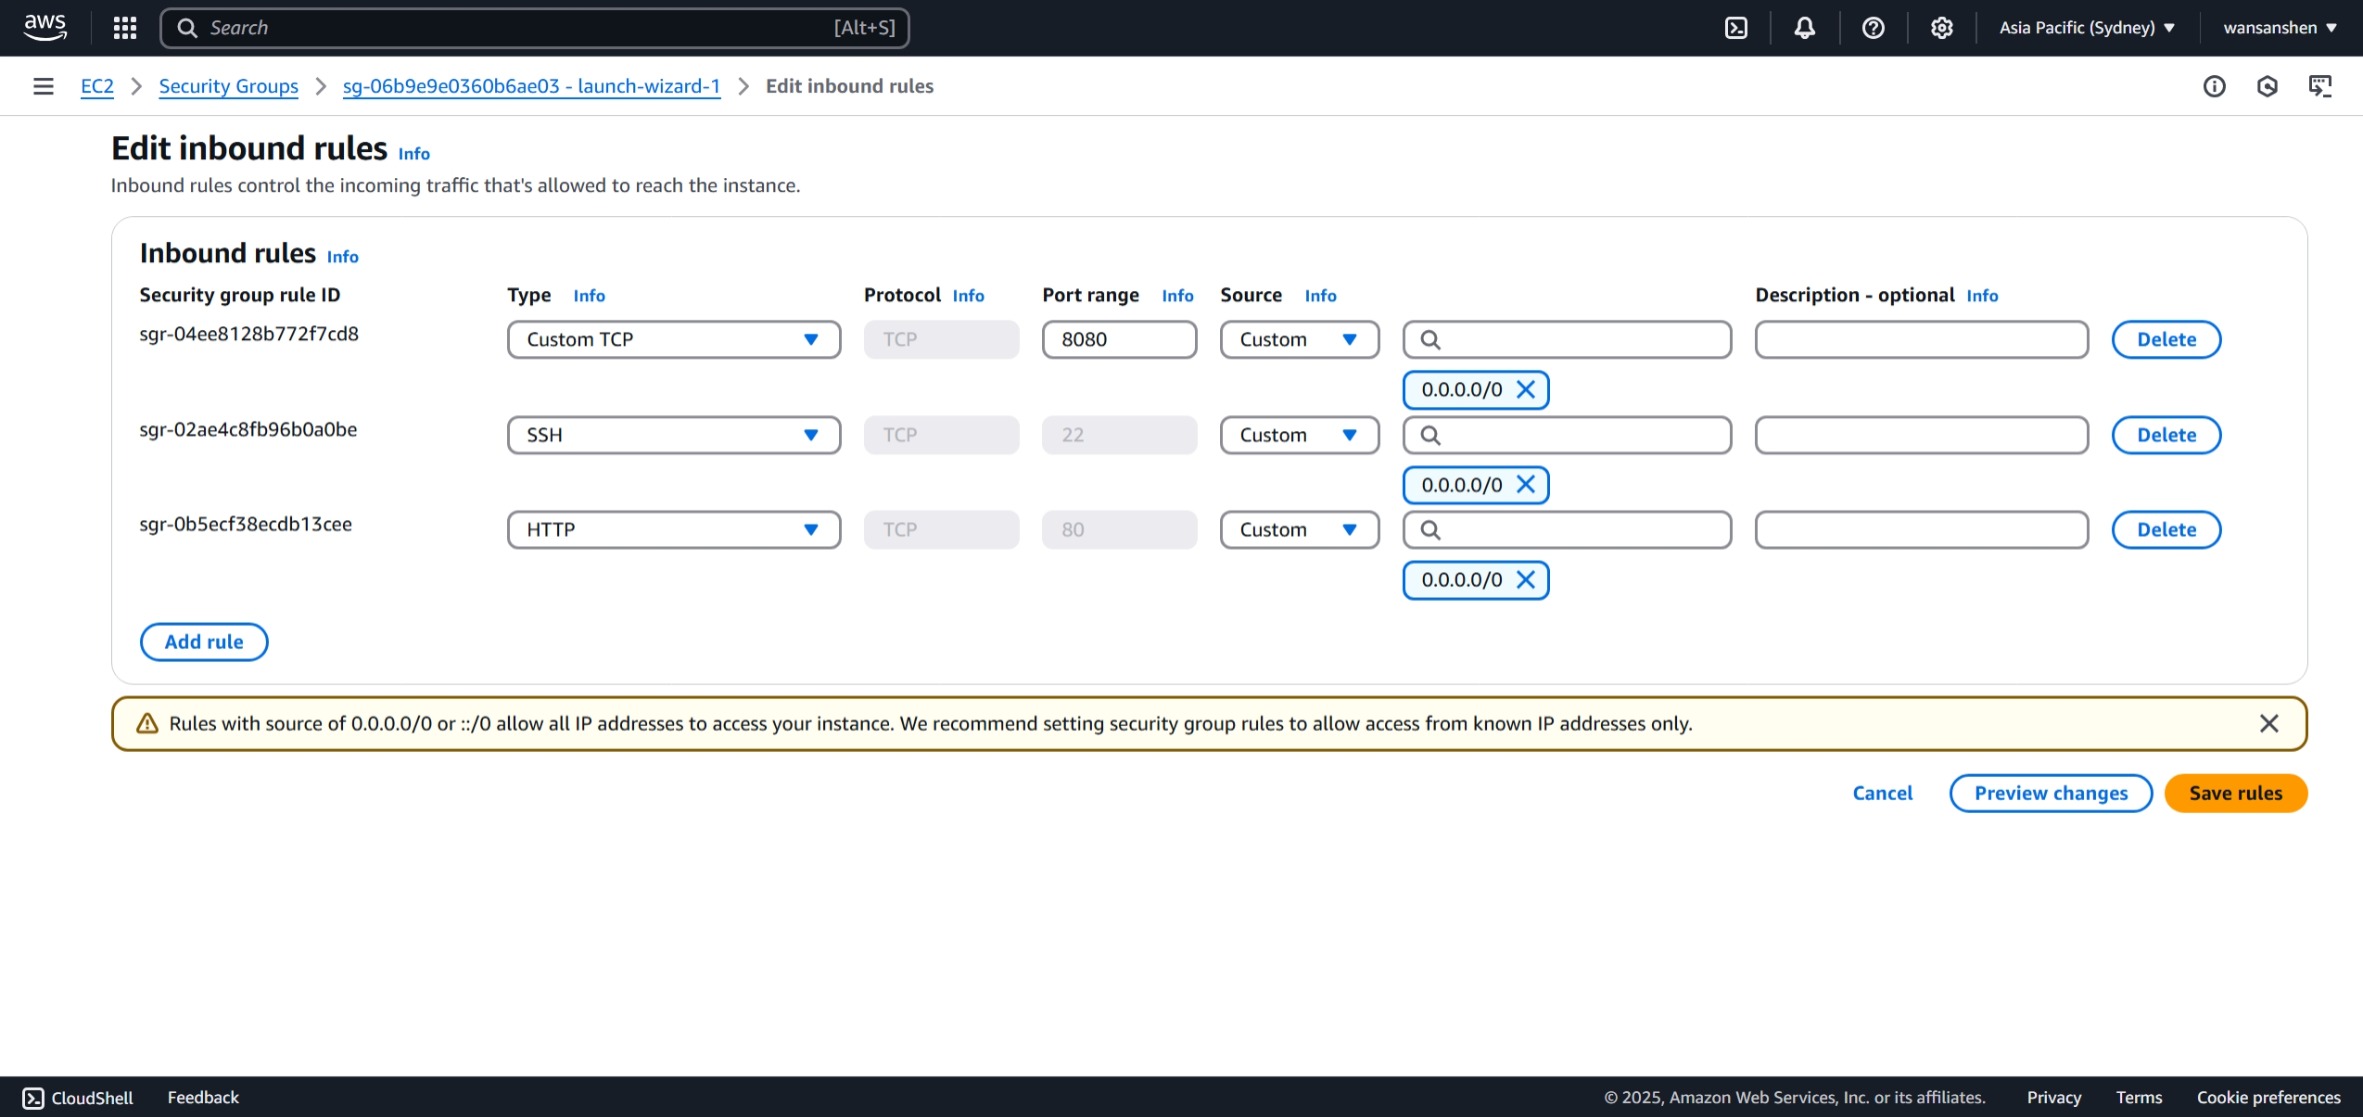 aws Search [Alt+S] Asia Pacific (Sydney) wansanshen
EC2 Security Groups sg-06b9e9e0360b6ae03 - launch-wizard-1 Edit inbound rules
Edit inbound rules Info
Inbound rules control the incoming traffic that's allowed to reach the instance.
Inbound rules Info
Security group rule ID Type Info Protocol Info Port range Info Source Info Description - optional Info
sgr-04ee8128b772f7cd8 Custom TCP TCP 8080 Custom Delete
0.0.0.0/0
sgr-02ae4c8fb96b0a0be SSH TCP 22 Custom Delete
0.0.0.0/0
sgr-0b5ecf38ecdb13cee HTTP TCP 80 Custom Delete
0.0.0.0/0
Add rule
Rules with source of 0.0.0.0/0 or ::/0 allow all IP addresses to access your instance. We recommend setting security group rules to allow access from known IP addresses only.
Cancel Preview changes Save rules
CloudShell Feedback © 2025, Amazon Web Services, Inc. or its affiliates. Privacy Terms Cookie preferences